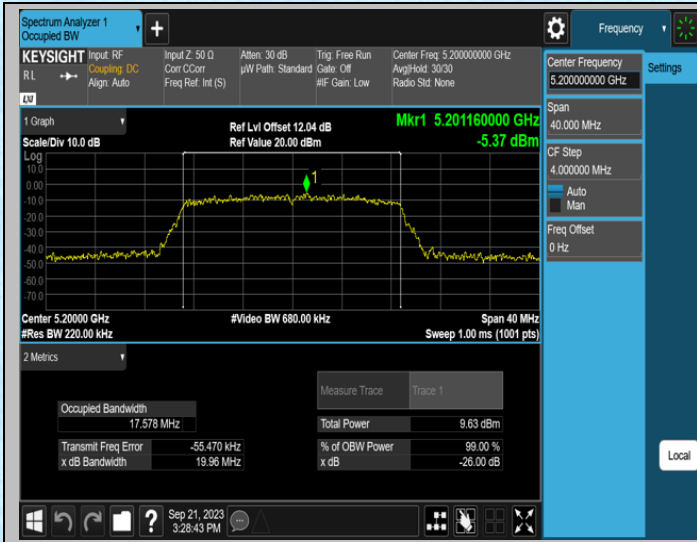 Spectrum Analyzer 1
Occupied BW
Frequency
KEYSIGHT
RL
LXI
Input: RF
Coupling: DC
Align: Auto
Input Z: 50 Ω
Corr CCorr
Freq Ref: Int (S)
Atten: 30 dB
µW Path: Standard
Trig: Free Run
Gate: Off
#IF Gain: Low
Center Freq: 5.200000000 GHz
Avg|Hold: 30/30
Radio Std: None
Center Frequency
5.200000000 GHz
Settings
Span
40.000 MHz
CF Step
4.000000 MHz
Auto
Man
Freq Offset
0 Hz
1 Graph
Scale/Div 10.0 dB
Ref Lvl Offset 12.04 dB
Ref Value 20.00 dBm
Mkr1 5.201160000 GHz
-5.37 dBm
Log
10.0
0.00
-10.0
-20.0
-30.0
-40.0
-50.0
-60.0
-70.0
1
Center 5.20000 GHz
#Res BW 220.00 kHz
#Video BW 680.00 kHz
Span 40 MHz
Sweep 1.00 ms (1001 pts)
2 Metrics
Measure Trace
Trace 1
Occupied Bandwidth
17.578 MHz
Total Power
9.63 dBm
Transmit Freq Error
-55.470 kHz
% of OBW Power
99.00 %
x dB Bandwidth
19.96 MHz
x dB
-26.00 dB
Local
?
Sep 21, 2023
3:28:43 PM